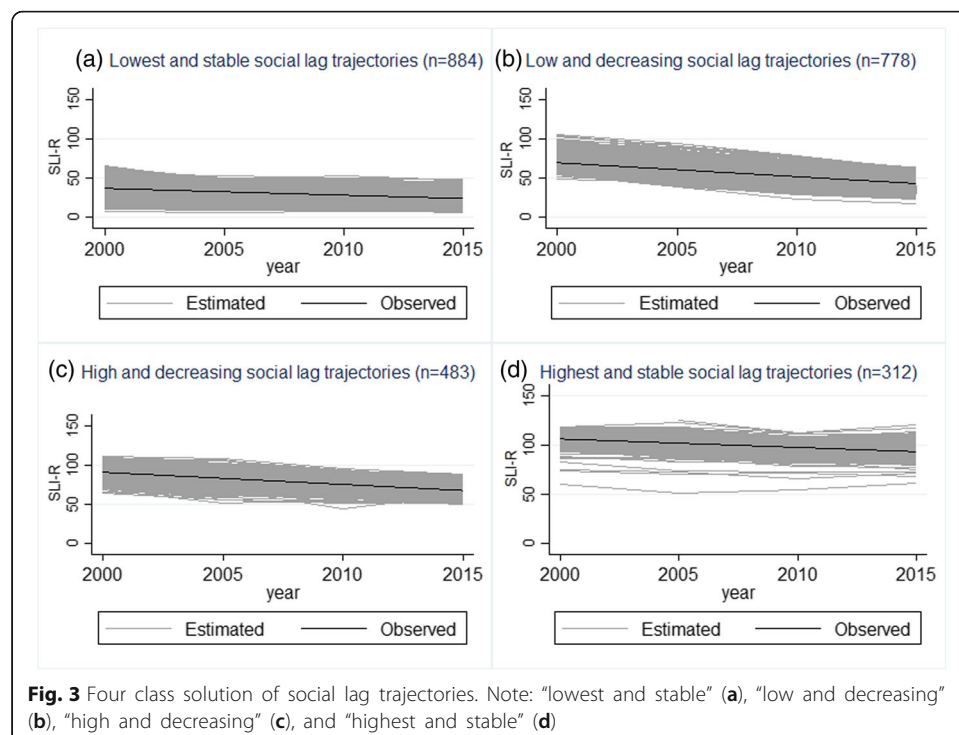 (a) Lowest and stable social lag trajectories (n=884)
SLI-R
150
100
50
0
2000 2005 2010 2015
year
Estimated Observed
(b) Low and decreasing social lag trajectories (n=778)
SLI-R
150
100
50
0
2000 2005 2010 2015
year
Estimated Observed
(c) High and decreasing social lag trajectories (n=483)
SLI-R
150
100
50
0
2000 2005 2010 2015
year
Estimated Observed
(d) Highest and stable social lag trajectories (n=312)
SLI-R
150
100
50
0
2000 2005 2010 2015
year
Estimated Observed
Fig. 3 Four class solution of social lag trajectories. Note: “lowest and stable” (a), “low and decreasing”
(b), “high and decreasing” (c), and “highest and stable” (d)